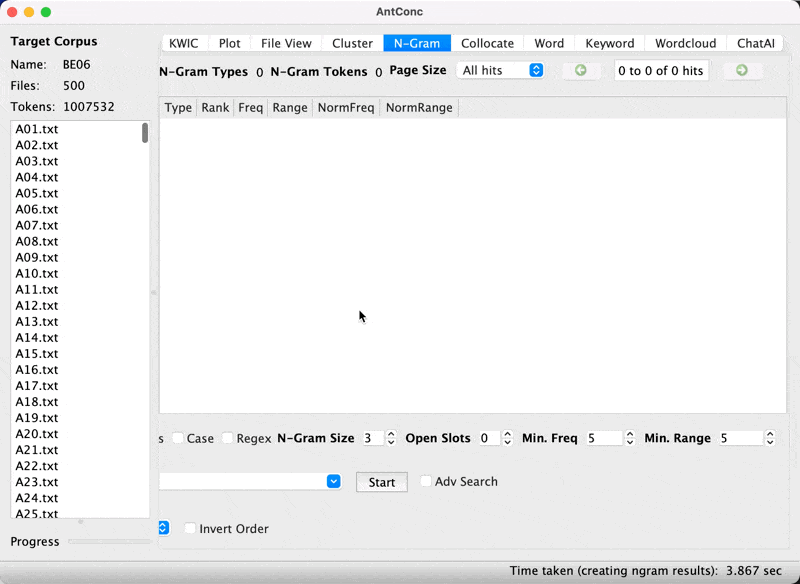 AntConc
Target Corpus
Name: BE06
Files: 500
Tokens: 1007532
A01.txt
A02.txt
A03.txt
A04.txt
A05.txt
A06.txt
A07.txt
A08.txt
A09.txt
A10.txt
A11.txt
A12.txt
A13.txt
A14.txt
A15.txt
A16.txt
A17.txt
A18.txt
A19.txt
A20.txt
A21.txt
A22.txt
A23.txt
A24.txt
A25.txt
Progress
KWIC Plot File View Cluster N-Gram Collocate Word Keyword Wordcloud ChatAI
N-Gram Types 0 N-Gram Tokens 0 Page Size All hits 0 to 0 of 0 hits
Type Rank Freq Range NormFreq NormRange
s Case Regex N-Gram Size 3 Open Slots 0 Min. Freq 5 Min. Range 5
Start Adv Search
Invert Order
Time taken (creating ngram results): 3.867 sec